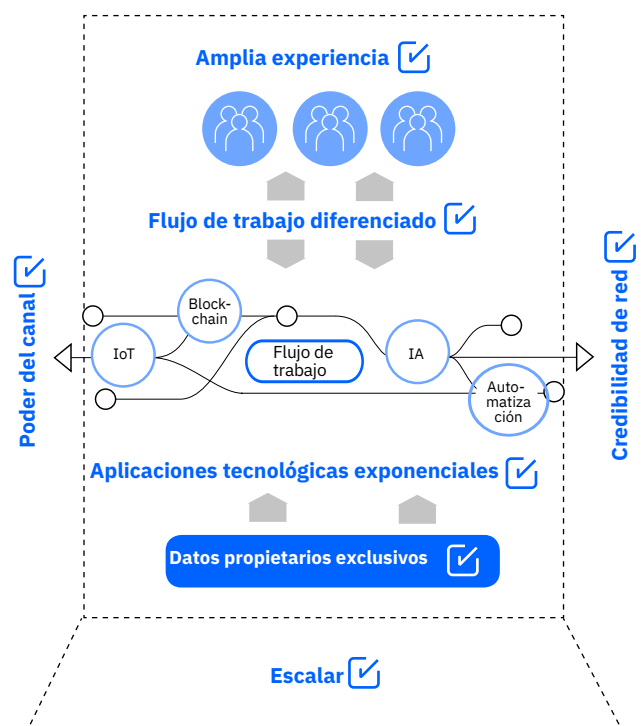 Amplia experiencia
Flujo de trabajo diferenciado
Poder del canal
Credibilidad de red
Block-
chain
IoT
Flujo de
trabajo
IA
Auto-
matiza
ción
Aplicaciones tecnológicas exponenciales
Datos propietarios exclusivos
Escalar